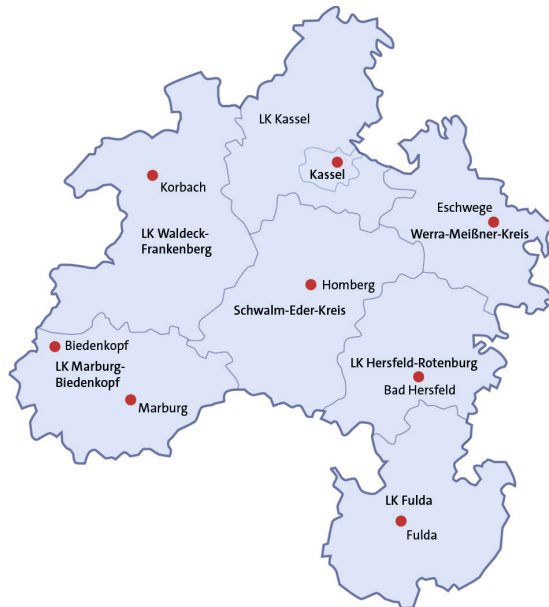 LK Kassel
Kassel
Korbach
Eschwege
Werra-Meißner-Kreis
LK Waldeck-
Frankenberg
Homberg
Schwalm-Eder-Kreis
Biedenkopf
LK Marburg-
Biedenkopf
LK Hersfeld-Rotenburg
Bad Hersfeld
Marburg
LK Fulda
Fulda